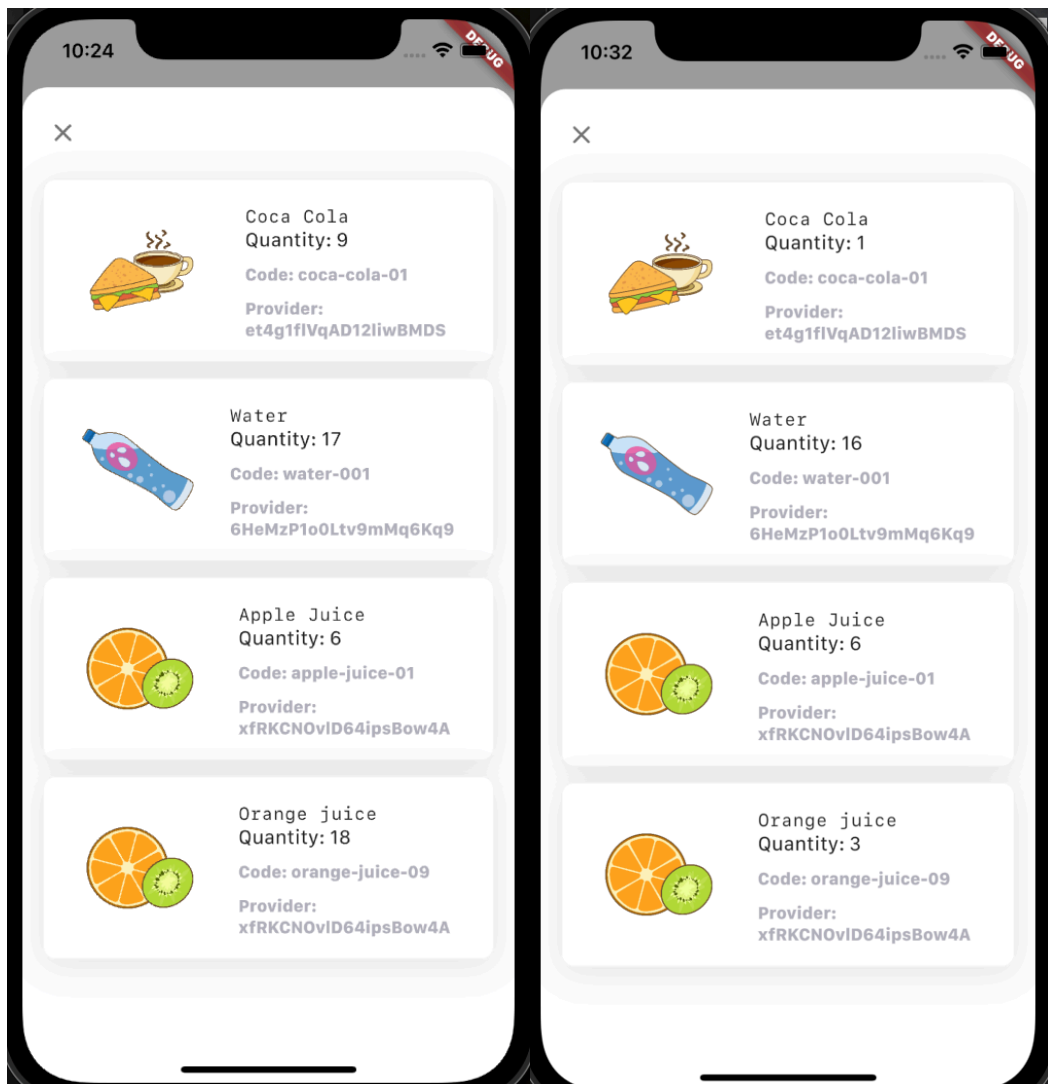 10:24
DEBUG
Coca Cola
Quantity: 9
Code: coca-cola-01
Provider:
et4g1flVqAD12liwBMDS
Water
Quantity: 17
Code: water-001
Provider:
6HeMzP1o0Ltv9mMq6Kq9
Apple Juice
Quantity: 6
Code: apple-juice-01
Provider:
xfRKCNOvlD64ipsBow4A
Orange juice
Quantity: 18
Code: orange-juice-09
Provider:
xfRKCNOvlD64ipsBow4A
10:32
DEBUG
Coca Cola
Quantity: 1
Code: coca-cola-01
Provider:
et4g1flVqAD12liwBMDS
Water
Quantity: 16
Code: water-001
Provider:
6HeMzP1o0Ltv9mMq6Kq9
Apple Juice
Quantity: 6
Code: apple-juice-01
Provider:
xfRKCNOvlD64ipsBow4A
Orange juice
Quantity: 3
Code: orange-juice-09
Provider:
xfRKCNOvlD64ipsBow4A